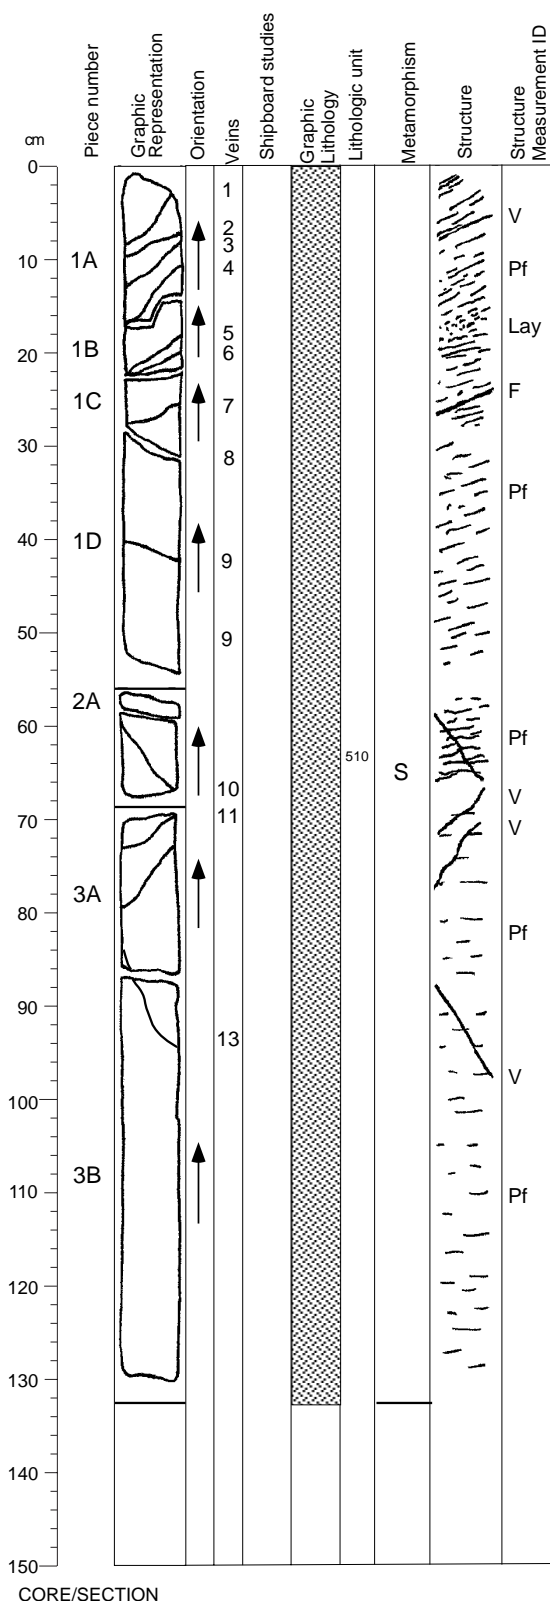 cm
Piece number
Graphic
Representation
Orientation
Veins
Shipboard studies
Graphic
Lithology
Lithologic unit
Metamorphism
Structure
Structure
Measurement ID
0
1
V
2
3
10
1A
4
Pf
5
Lay
20
1B
6
F
1C
7
30
8
Pf
40
1D
9
50
9
2A
60
Pf
510
S
10
V
70
11
V
3A
80
Pf
90
13
V
100
3B
110
Pf
120
130
140
150
CORE/SECTION